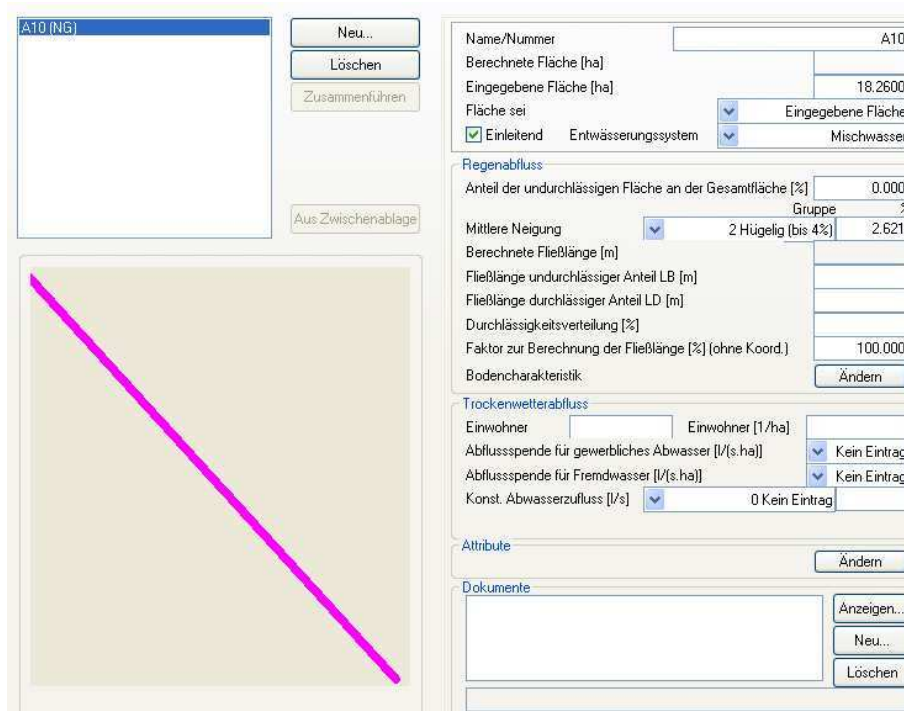 A10 (NG)
Neu...
Löschen
Zusammenführen
Aus Zwischenablage
Name/Nummer A10
Berechnete Fläche [ha]
Eingegebene Fläche [ha] 18.2600
Fläche sei Eingegebene Fläche
Einleitend Entwässerungssystem Mischwasser
Regenabfluss
Anteil der undurchlässigen Fläche an der Gesamtfläche [%] 0.000
Gruppe
Mittlere Neigung 2 Hügelig (bis 4%) 2.621
Berechnete Fließlänge [m]
Fließlänge undurchlässiger Anteil LB [m]
Fließlänge durchlässiger Anteil LD [m]
Durchlässigkeitsverteilung [%]
Faktor zur Berechnung der Fließlänge [%] (ohne Koord.) 100.000
Bodencharakteristik Ändern
Trockenwetterabfluss
Einwohner Einwohner [1/ha]
Abflussspende für gewerbliches Abwasser [l/(s.ha)] Kein Eintrag
Abflussspende für Fremdwasser [l/(s.ha)] Kein Eintrag
Konst. Abwasserzufluss [l/s] 0 Kein Eintrag
Attribute
Ändern
Dokumente
Anzeigen...
Neu...
Löschen